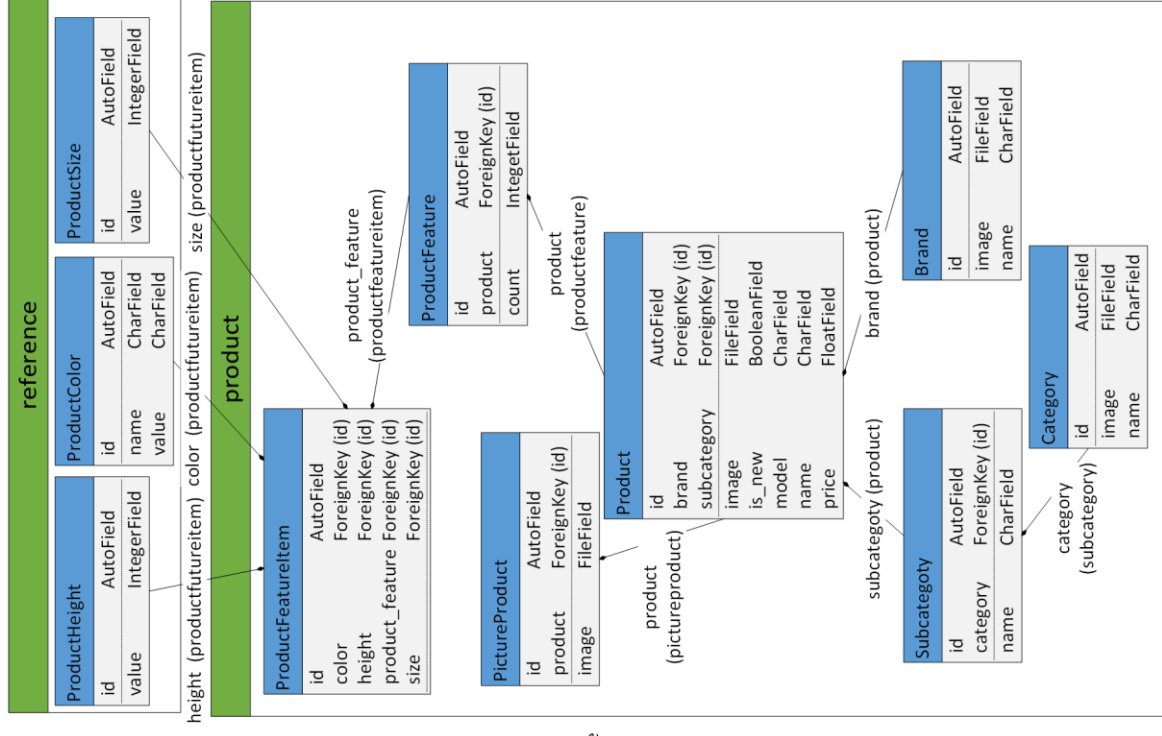 reference
ProductHeight
id AutoField
value IntegerField
ProductColor
id AutoField
name CharField
value CharField
ProductSize
id AutoField
value IntegerField
height (productfutureitem)
color (productfutureitem)
size (productfutureitem)
product
ProductFeatureItem
id AutoField
color ForeignKey (id)
height ForeignKey (id)
product_feature ForeignKey (id)
size ForeignKey (id)
product_feature
(productfeatureitem)
ProductFeature
id AutoField
product ForeignKey (id)
count IntegetField
PictureProduct
id AutoField
product ForeignKey (id)
image FileField
product
(productfeature)
product
(pictureproduct)
Product
id AutoField
brand ForeignKey (id)
subcategory ForeignKey (id)
image FileField
is_new BooleanField
model CharField
name CharField
price FloatField
subcategoty (product)
brand (product)
Subcategoty
id AutoField
category ForeignKey (id)
name CharField
Brand
id AutoField
image FileField
name CharField
category
(subcategory)
Category
id AutoField
image FileField
name CharField